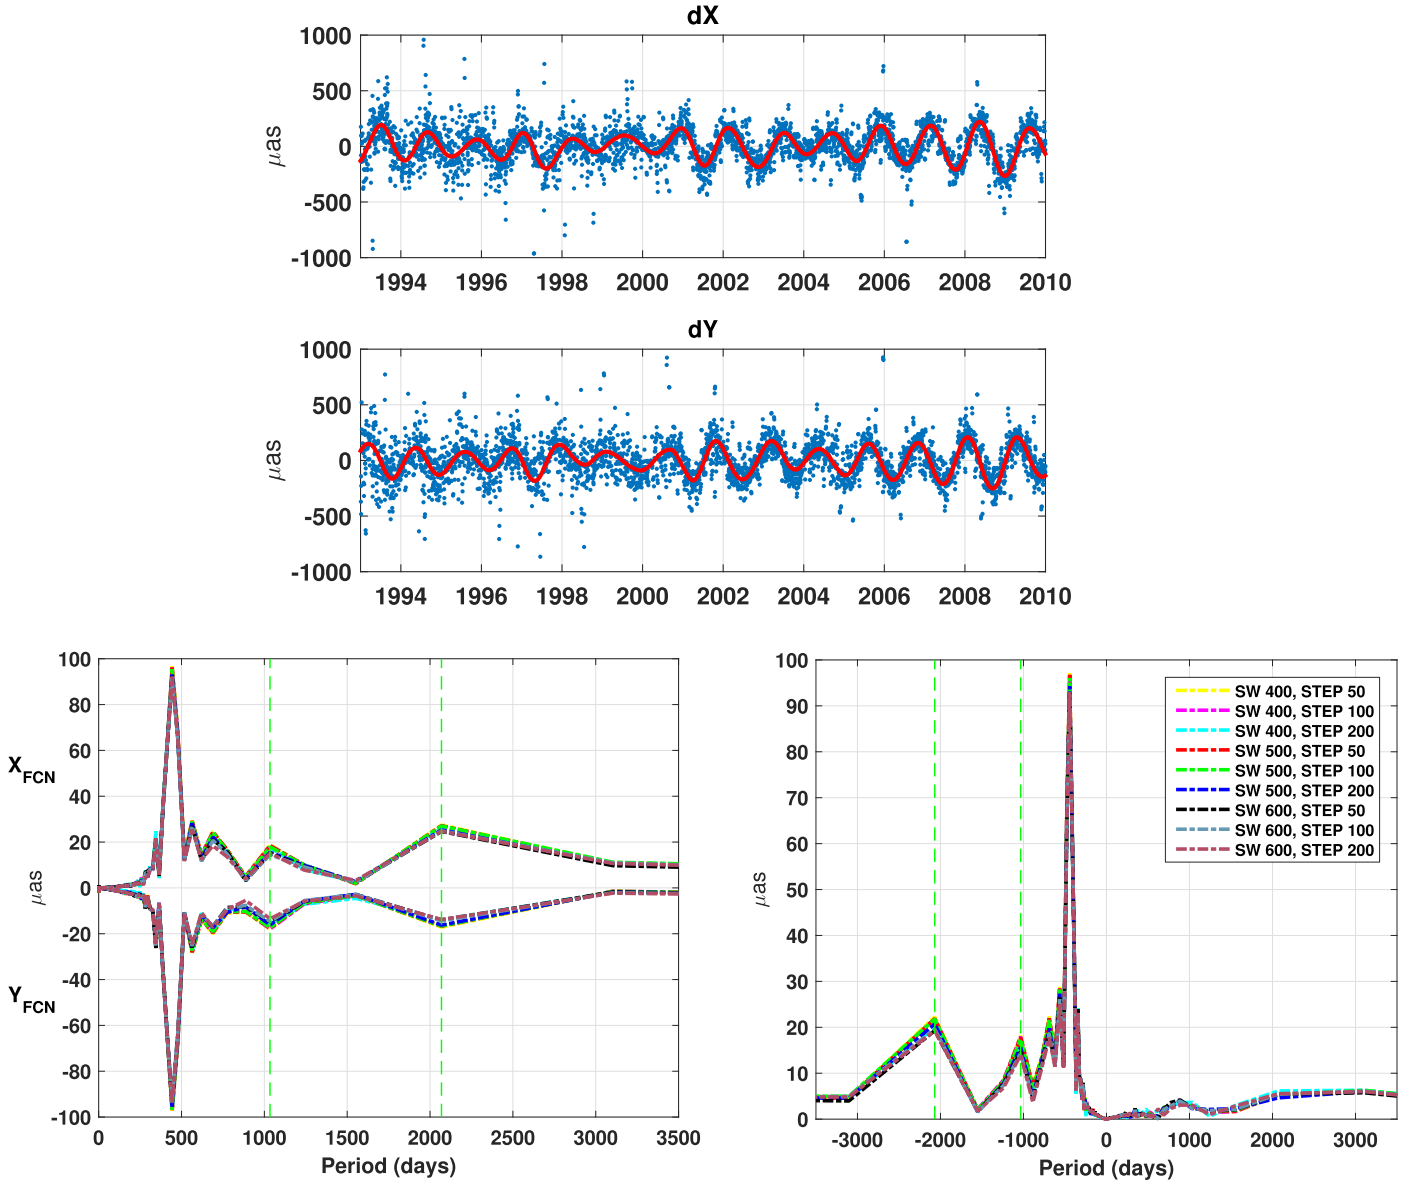 dX
1000
500
0
-500
-1000
μas
1994 1996 1998 2000 2002 2004 2006 2008 2010
dY
1000
500
0
-500
-1000
μas
1994 1996 1998 2000 2002 2004 2006 2008 2010
100
80
60
40
20
0
-20
-40
-60
-80
-100
X_FCN
μas
Y_FCN
0 500 1000 1500 2000 2500 3000 3500
Period (days)
100
90
80
70
60
50
40
30
20
10
0
μas
SW 400, STEP 50
SW 400, STEP 100
SW 400, STEP 200
SW 500, STEP 50
SW 500, STEP 100
SW 500, STEP 200
SW 600, STEP 50
SW 600, STEP 100
SW 600, STEP 200
-3000 -2000 -1000 0 1000 2000 3000
Period (days)